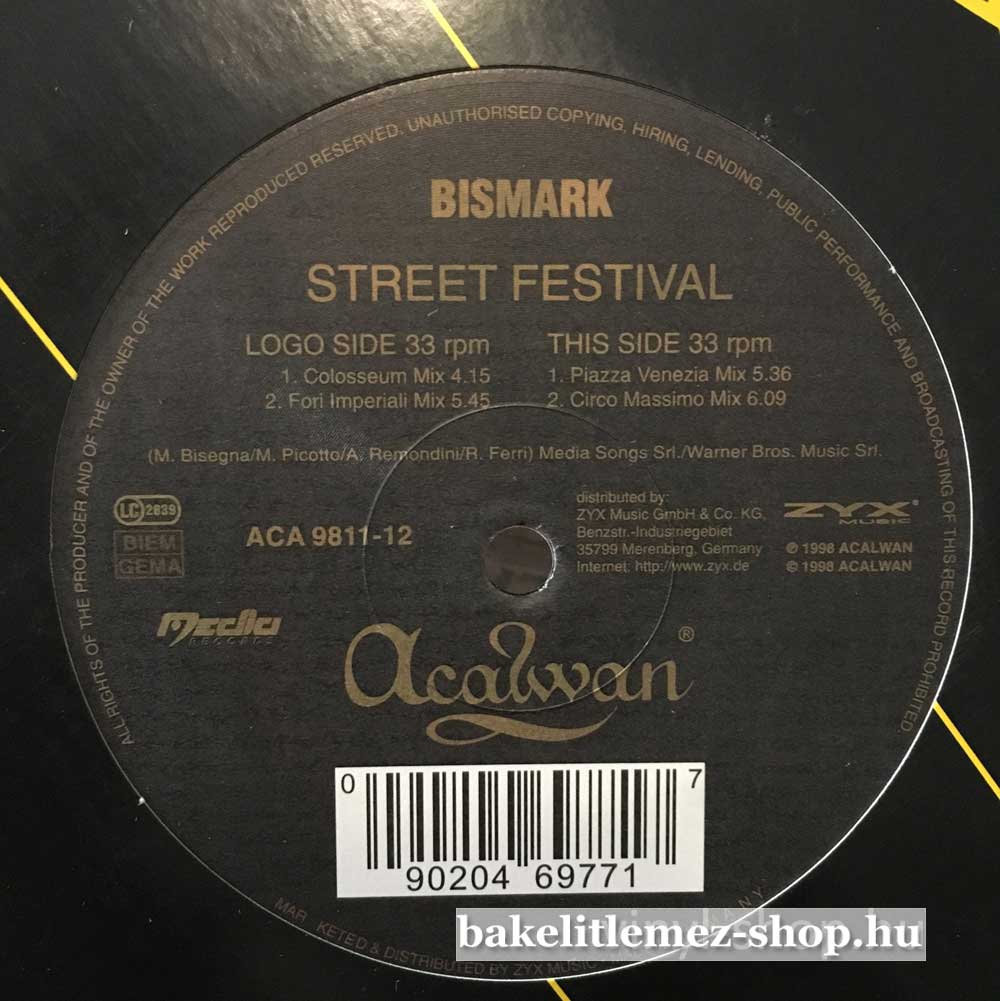 ALL RIGHTS OF THE PRODUCER AND OF THE OWNER OF THE WORK REPRODUCED RESERVED. UNAUTHORISED COPYING, HIRING, LENDING, PUBLIC PERFORMANCE AND BROADCASTING OF THIS RECORD PROHIBITED.
BISMARK
STREET FESTIVAL
LOGO SIDE 33 rpm
1. Colosseum Mix 4.15
2. Fori Imperiali Mix 5.45
THIS SIDE 33 rpm
1. Piazza Venezia Mix 5.36
2. Circo Massimo Mix 6.09
(M. Bisegna/M. Picotto/A. Remondini/R. Ferri) Media Songs Srl./Warner Bros. Music Srl.
LC 2839
BIEM
GEMA
ACA 9811-12
distributed by:
ZYX Music GmbH & Co. KG,
Benzstr.-Industriegebiet
35799 Merenberg, Germany
Internet: http://www.zyx.de
ZYX®
MUSIC
℗ 1998 ACALWAN
© 1998 ACALWAN
Media
RECORDS
Acalwan ®
0 90204 69771 7
MARKETED & DISTRIBUTED BY ZYX MUSIC
bakelitlemez-shop.hu